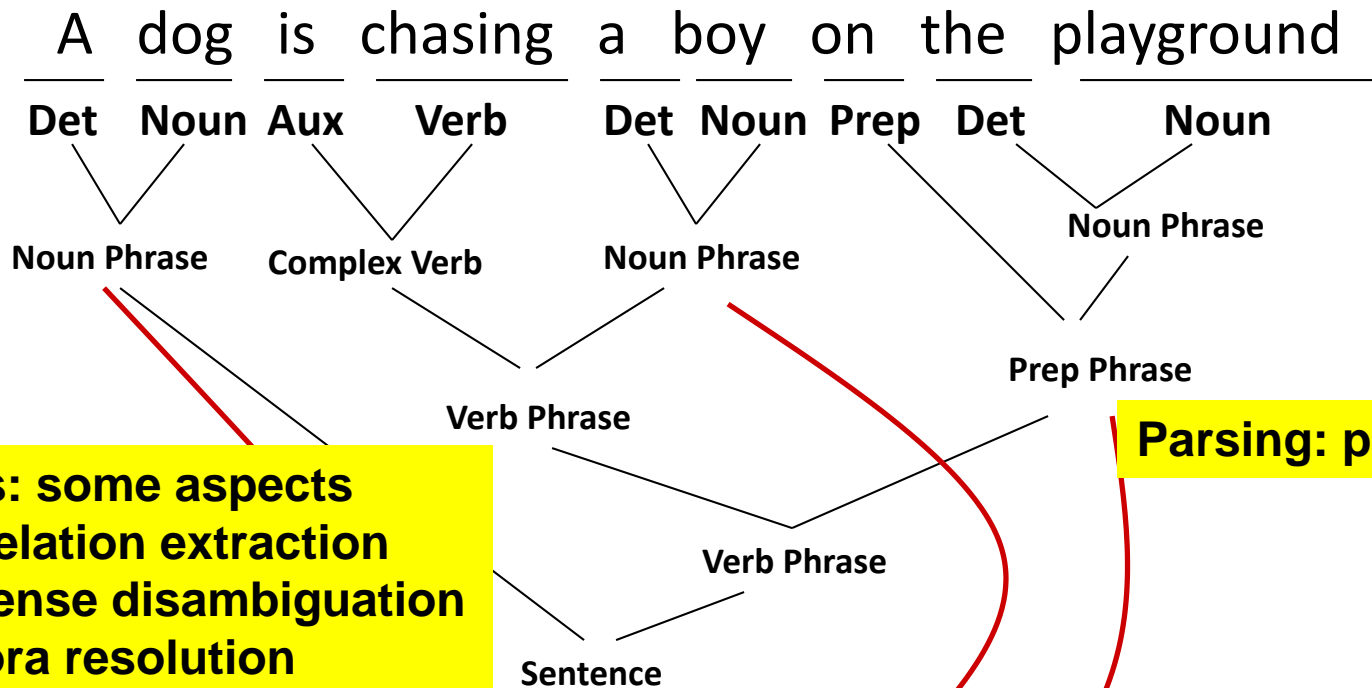 A dog is chasing a boy on the playground
Det Noun Aux Verb Det Noun Prep Det Noun
Noun Phrase
Noun Phrase Complex Verb Noun Phrase
Prep Phrase
Verb Phrase
Parsing: p
s: some aspects
elation extraction
ense disambiguation
ora resolution
Verb Phrase
Sentence